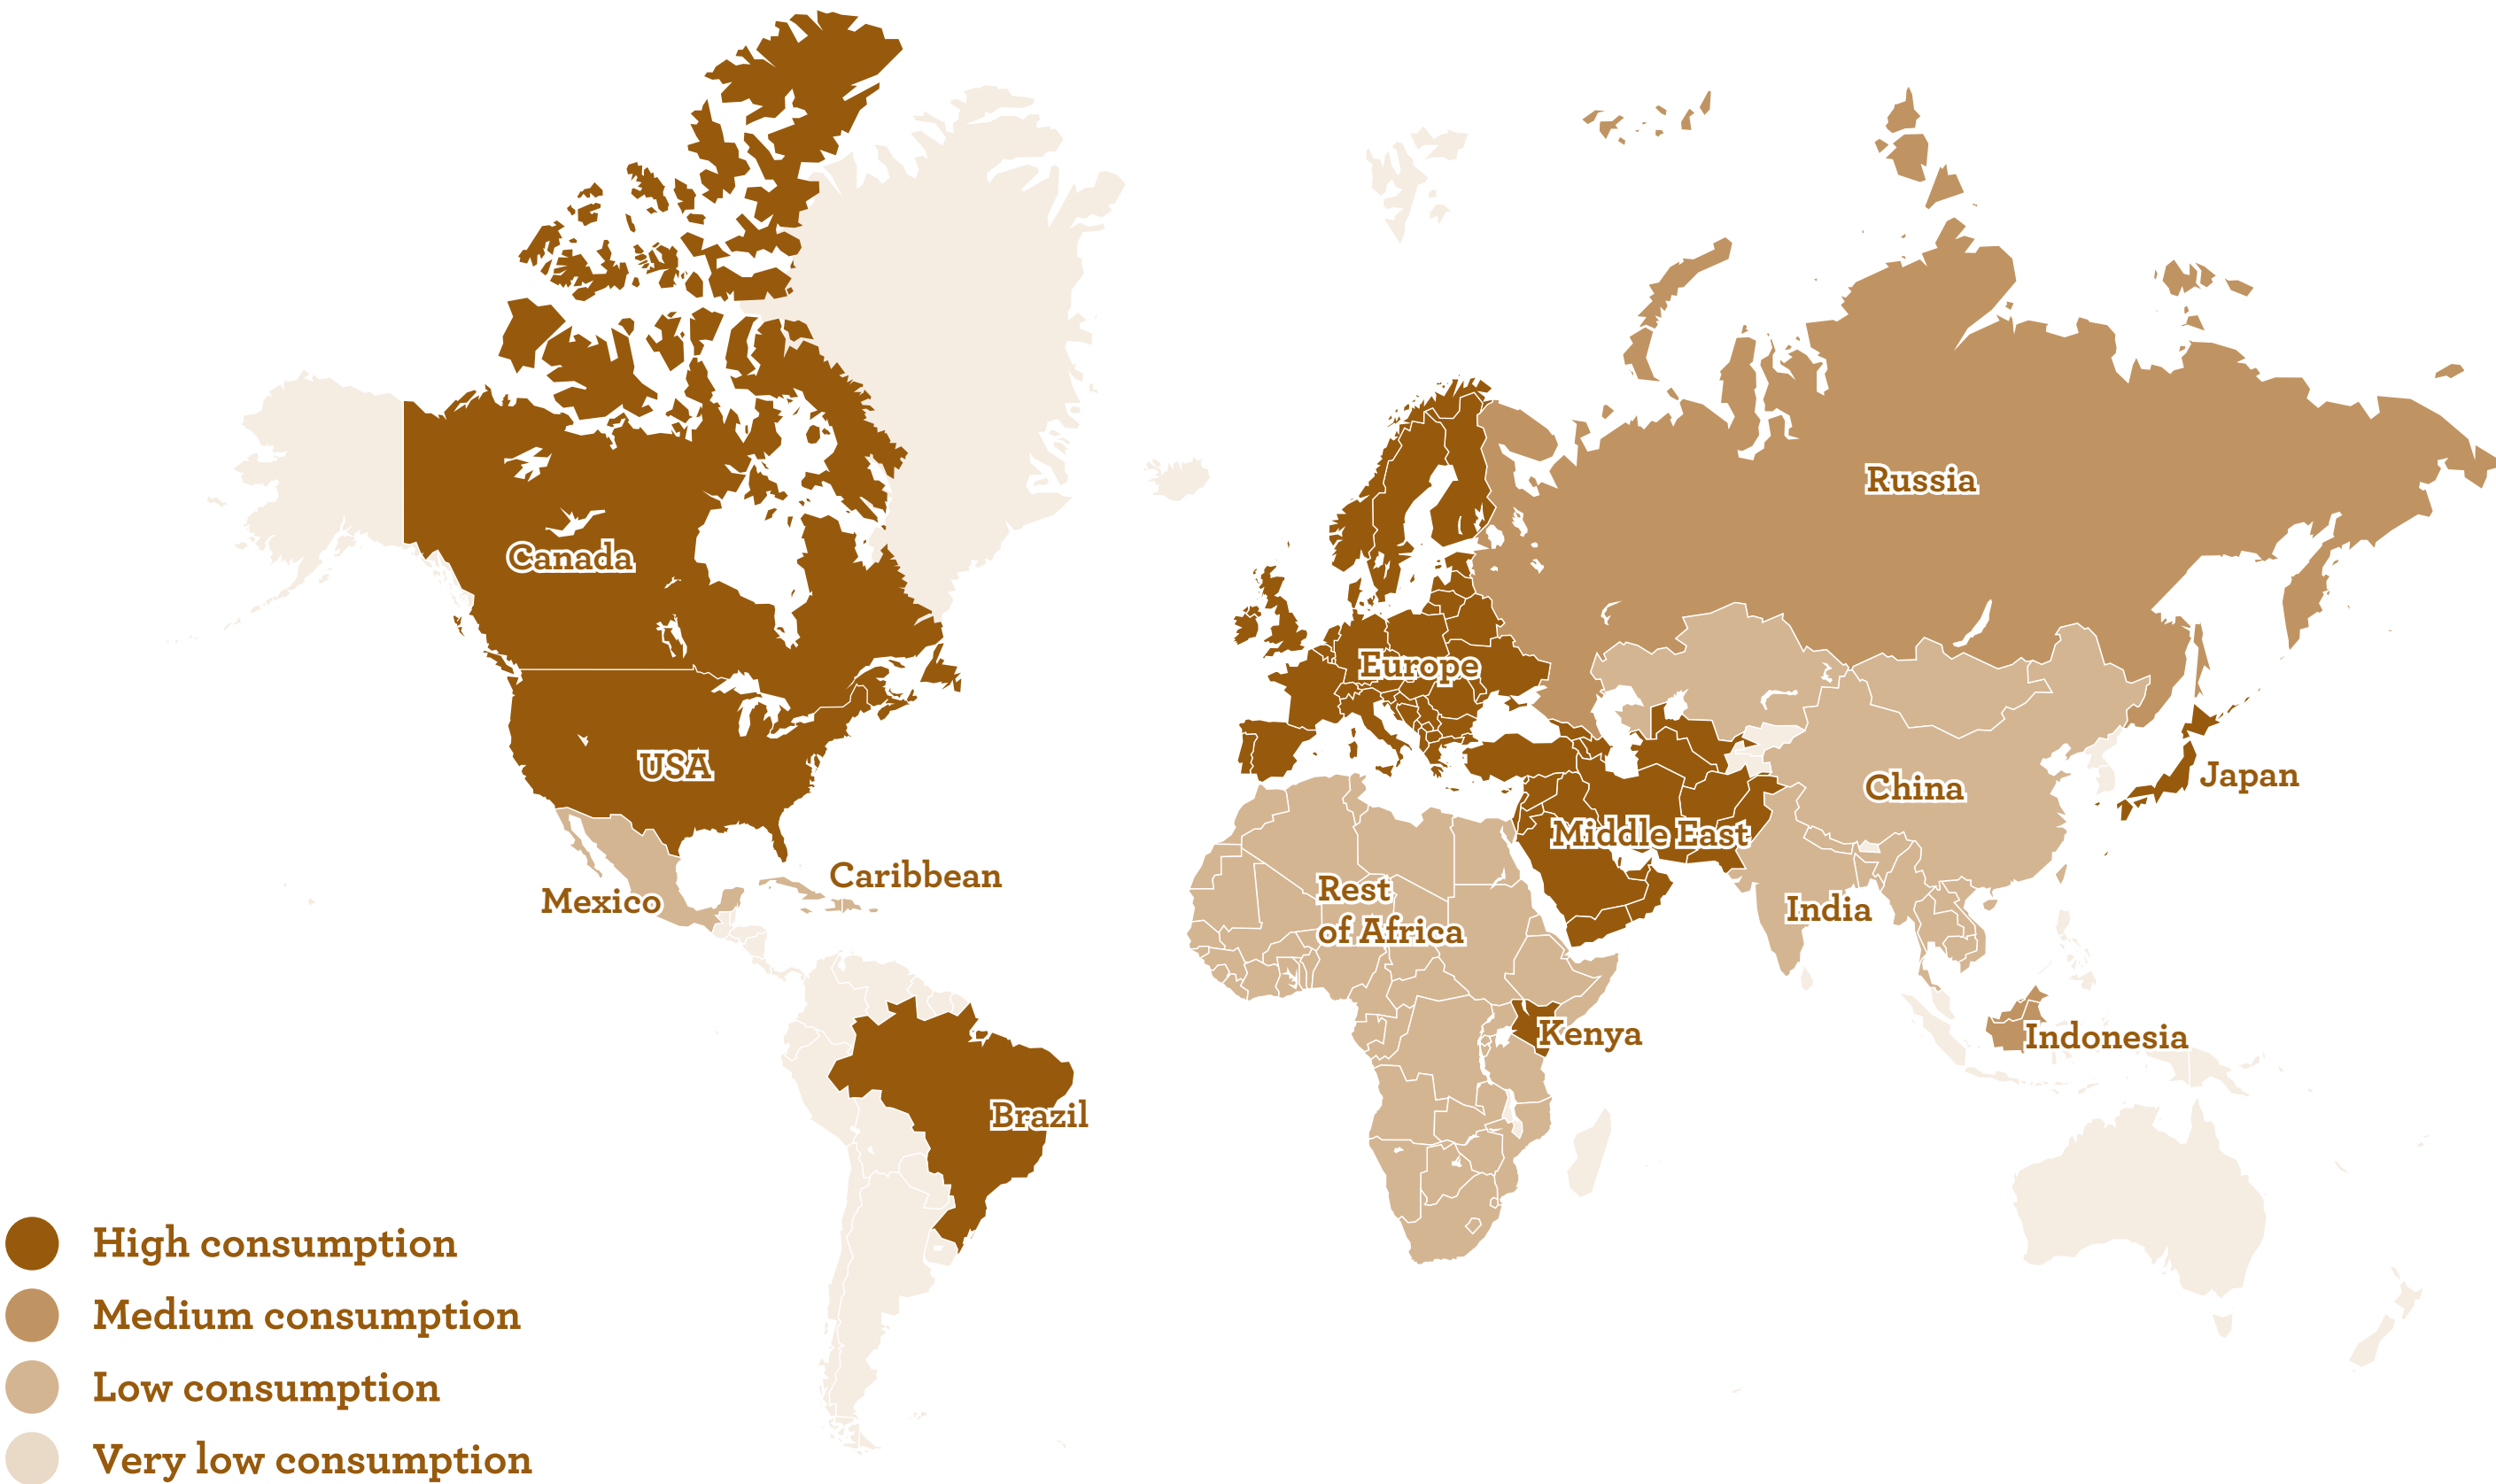 Russia
Canada
Europe
USA
Japan
China
Middle East
Caribbean
Mexico
Rest
of Africa
India
Kenya
Indonesia
Brazil
High consumption
Medium consumption
Low consumption
Very low consumption